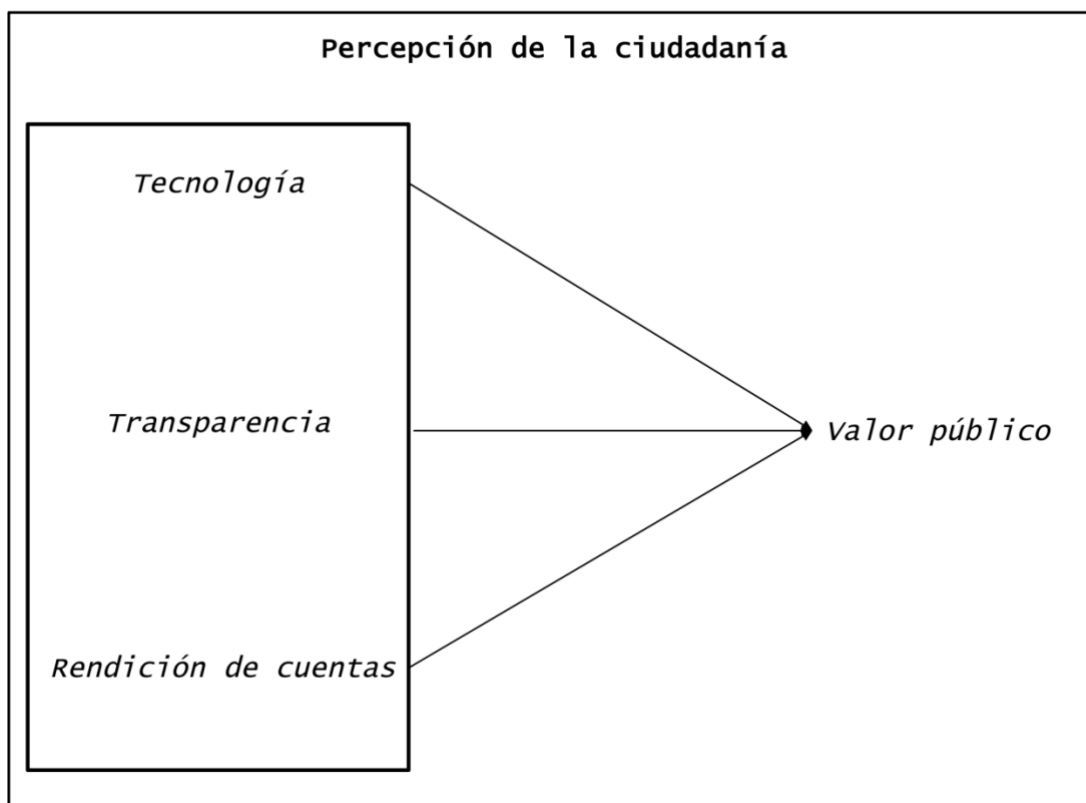 Percepción de la ciudadanía
Tecnología
Transparencia
Valor público
Rendición de cuentas